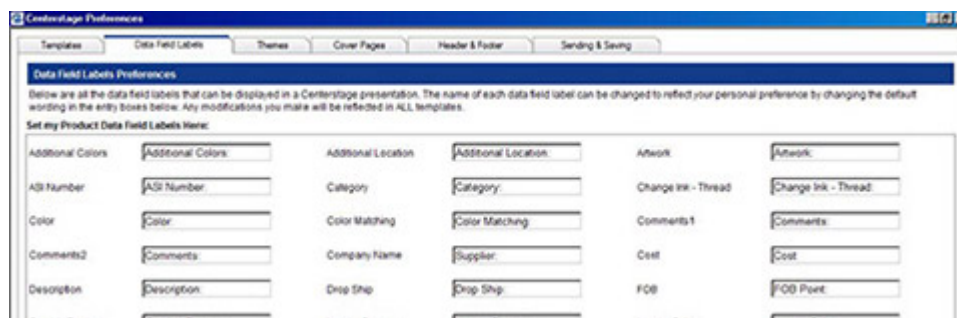 Centerstage Preferences
Templates Data Field Labels Themes Cover Pages Header & Footer Sending & Saving
Data Field Labels Preferences
Below are all the data field labels that can be displayed in a Centerstage presentation. The name of each data field label can be changed to reflect your personal preference by changing the default
wording in the entry boxes below. Any modifications you make will be reflected in ALL templates.
Set my Product Data Field Labels Here:
Additional Colors Additional Colors: Additional Location Additional Location: Artwork Artwork:
ASI Number ASI Number: Category Category: Change Ink - Thread Change Ink - Thread:
Color Color: Color Matching Color Matching: Comments1 Comments:
Comments2 Comments: Company Name Supplier: Cost Cost
Description Description: Drop Ship Drop Ship: FOB FOB Point: